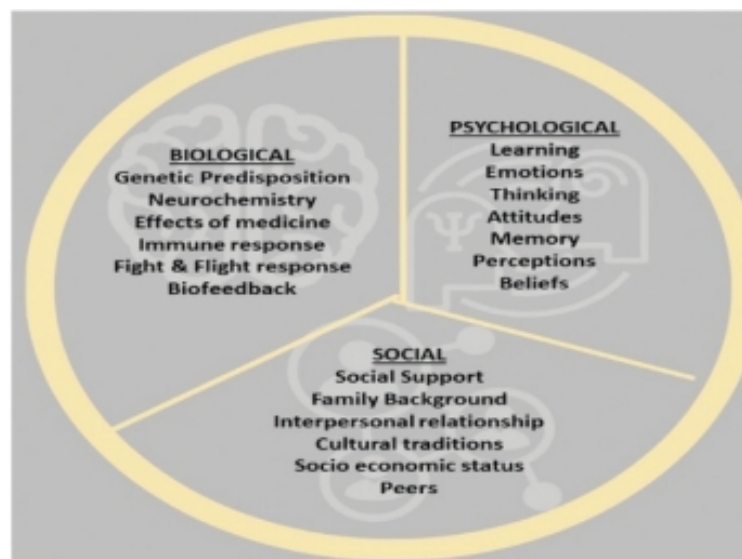 BIOLOGICAL
Genetic Predisposition
Neurochemistry
Effects of medicine
Immune response
Fight & Flight response
Biofeedback
PSYCHOLOGICAL
Learning
Emotions
Thinking
Attitudes
Memory
Perceptions
Beliefs
SOCIAL
Social Support
Family Background
Interpersonal relationship
Cultural traditions
Socio economic status
Peers